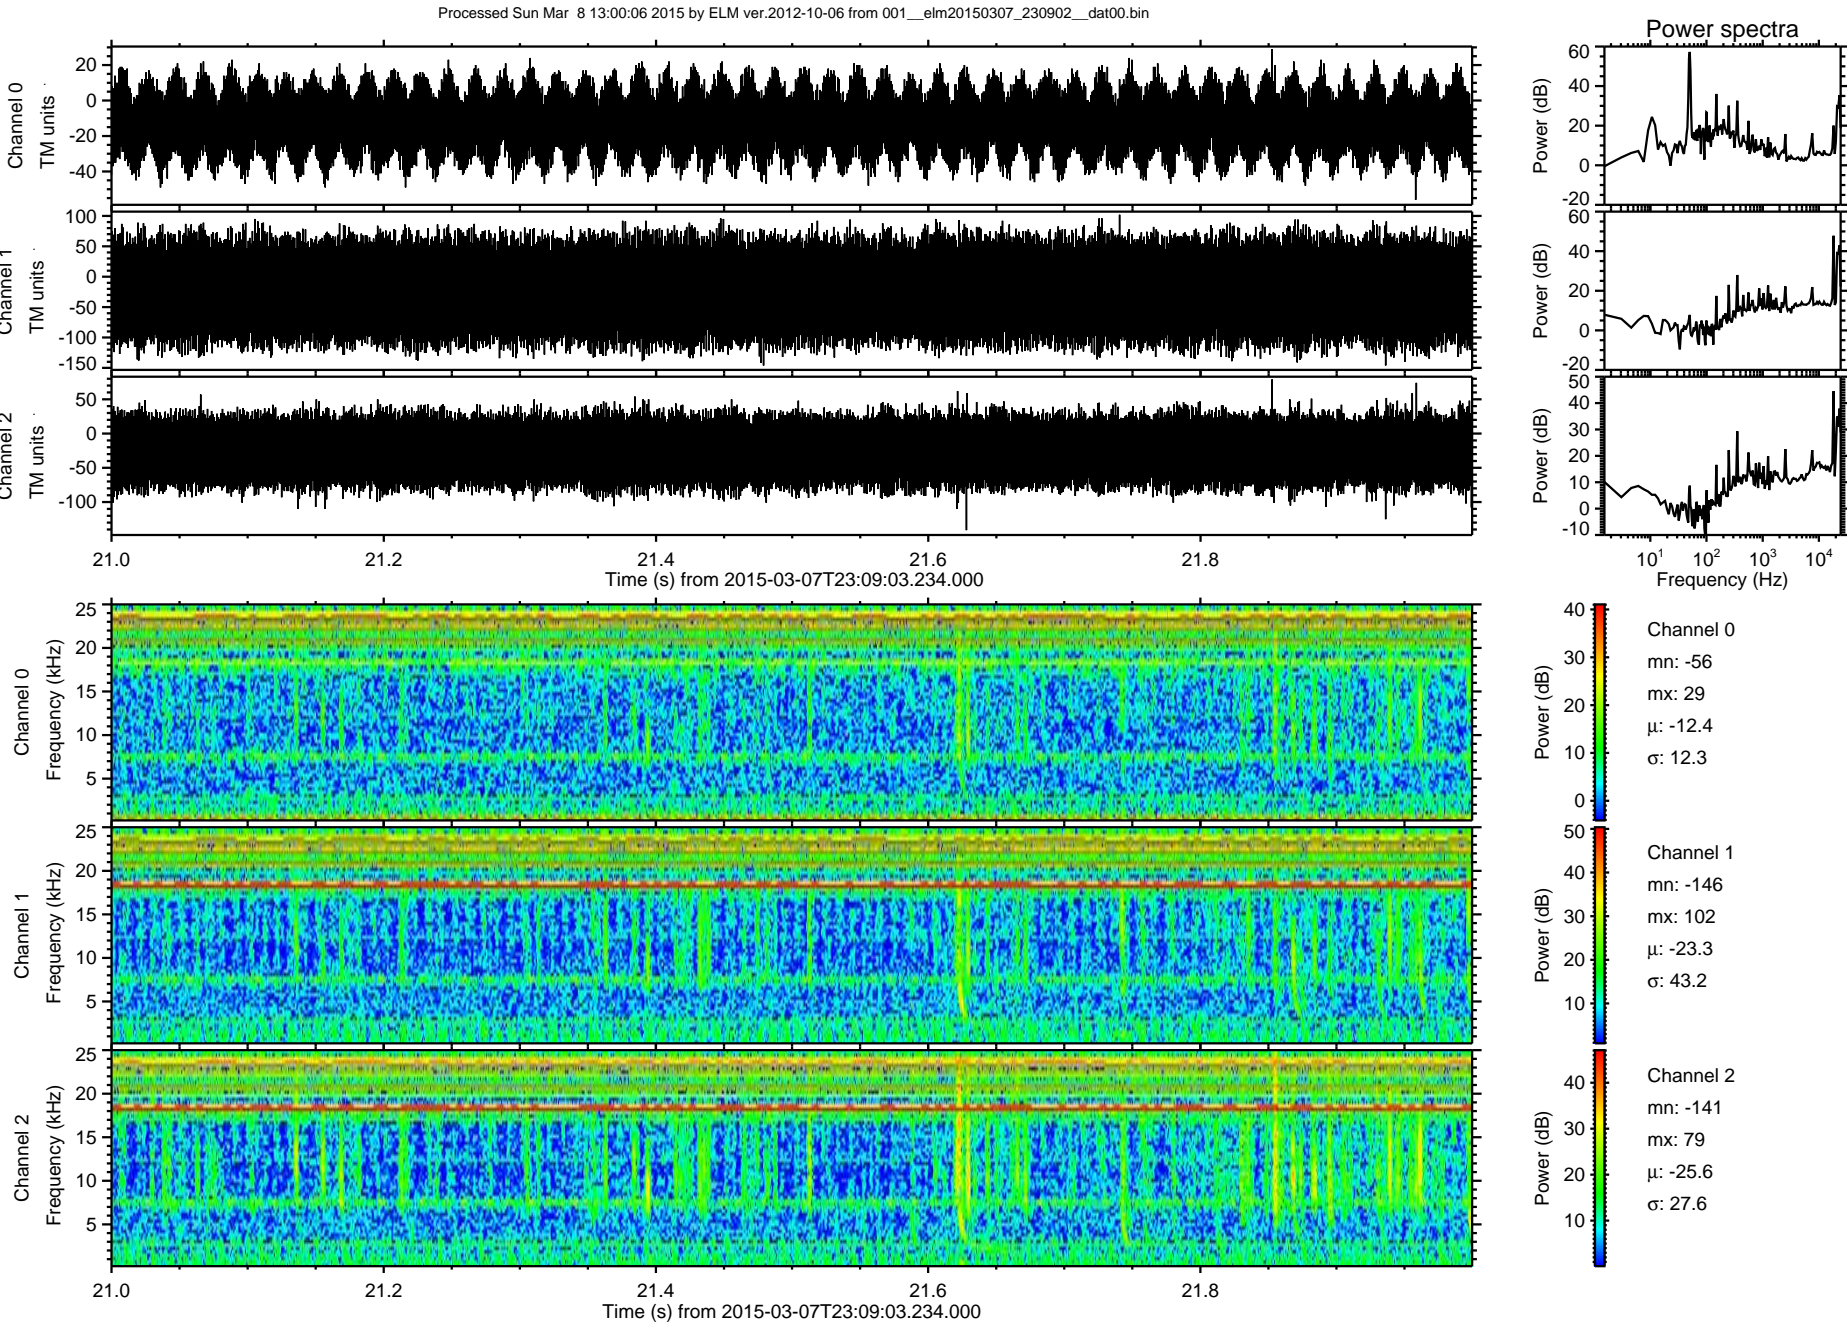 Processed Sun Mar  8 13:00:06 2015 by ELM ver.2012-10-06 from 001__elm20150307_230902__dat00.bin
Power spectra
Channel 0
TM units
20
0
-20
-40
Power (dB)
60
40
20
0
-20
Channel 1
TM units
100
50
0
-50
-100
-150
Power (dB)
60
40
20
0
-20
Channel 2
TM units
50
0
-50
-100
Power (dB)
50
40
30
20
10
0
-10
21.0 21.2 21.4 21.6 21.8
Time (s) from 2015-03-07T23:09:03.234.000
10^1 10^2 10^3 10^4
Frequency (Hz)
Channel 0
Frequency (kHz)
25
20
15
10
5
Power (dB)
40
30
20
10
0
Channel 0
mn: -56
mx: 29
μ: -12.4
σ: 12.3
Channel 1
Frequency (kHz)
25
20
15
10
5
Power (dB)
50
40
30
20
10
Channel 1
mn: -146
mx: 102
μ: -23.3
σ: 43.2
Channel 2
Frequency (kHz)
25
20
15
10
5
Power (dB)
40
30
20
10
Channel 2
mn: -141
mx: 79
μ: -25.6
σ: 27.6
21.0 21.2 21.4 21.6 21.8
Time (s) from 2015-03-07T23:09:03.234.000